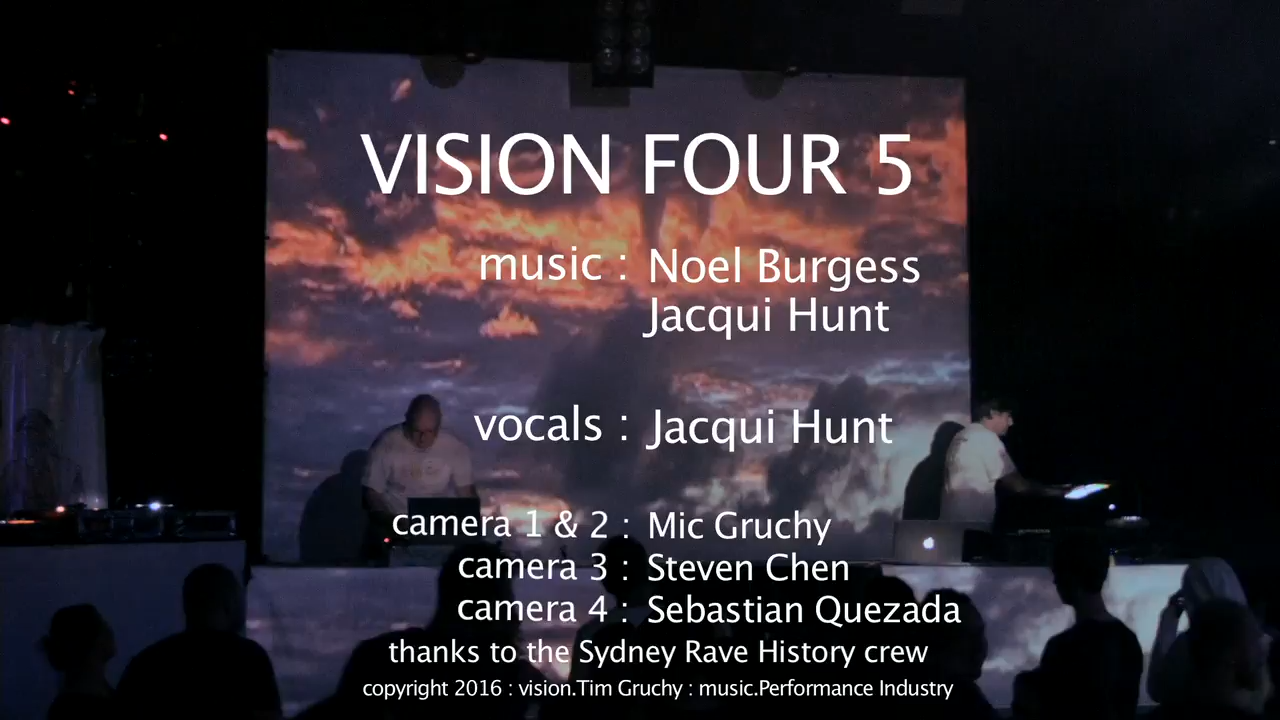 VISION FOUR 5
music : Noel Burgess
Jacqui Hunt
vocals : Jacqui Hunt
camera 1 & 2 : Mic Gruchy
camera 3 : Steven Chen
camera 4 : Sebastian Quezada
thanks to the Sydney Rave History crew
copyright 2016 : vision.Tim Gruchy : music.Performance Industry